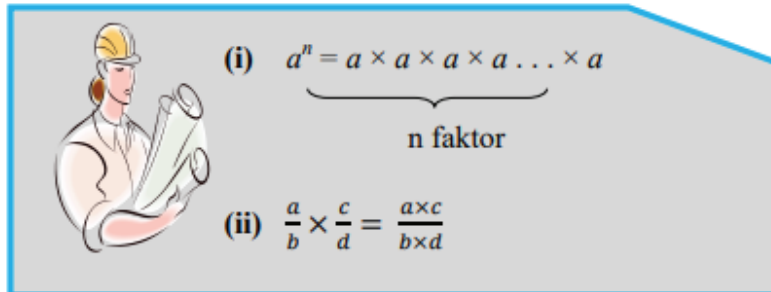 (i) aⁿ = a × a × a × a . . . × a
n faktor
(ii) a/b × c/d = a×c/b×d